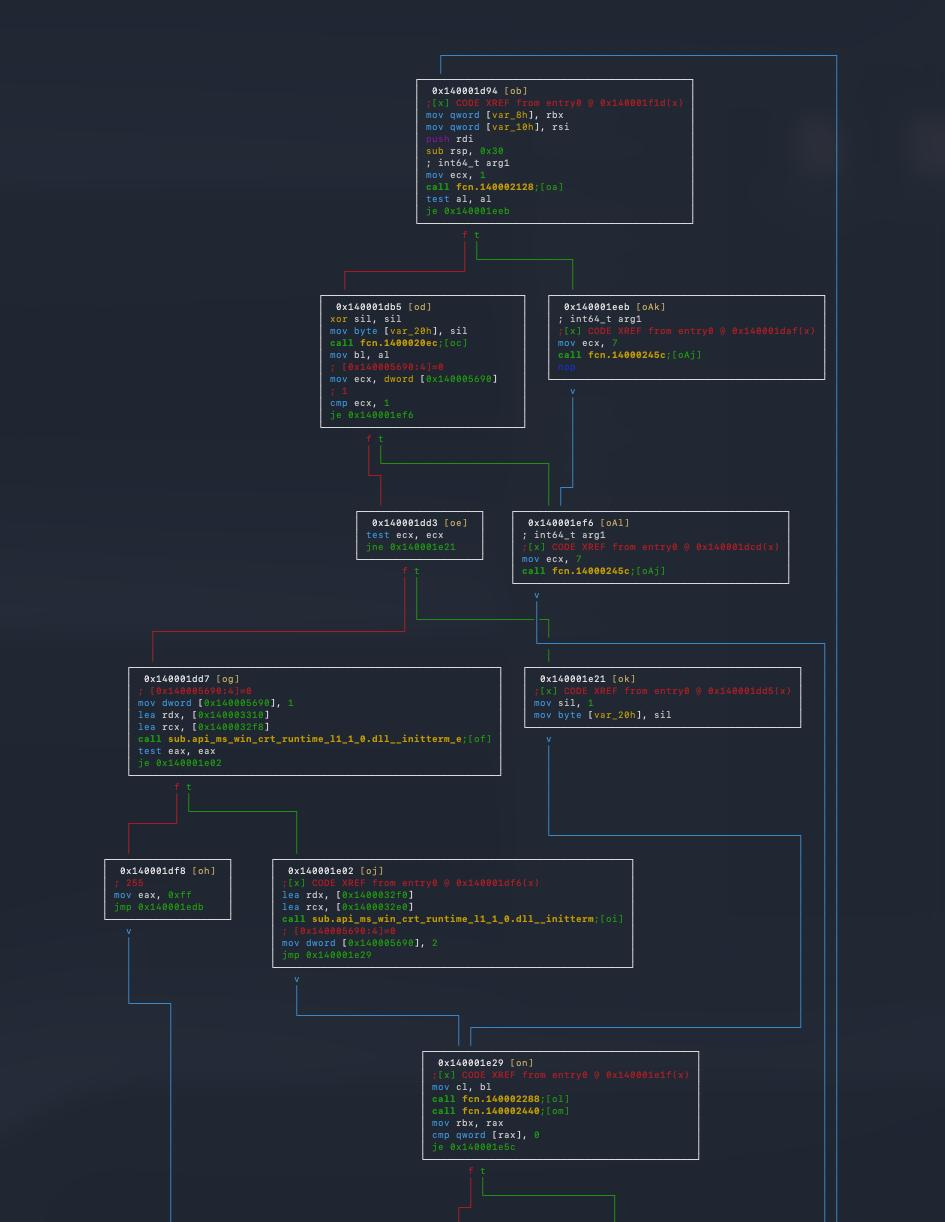 0x140001d94 [ob]
;[x] CODE XREF from entry0 @ 0x140001f1d(x)
mov qword [var_8h], rbx
mov qword [var_10h], rsi
push rdi
sub rsp, 0x30
; int64_t arg1
mov ecx, 1
call fcn.140002128;[oa]
test al, al
je 0x140001eeb
f t
0x140001db5 [od]
xor sil, sil
mov byte [var_20h], sil
call fcn.1400020ec;[oc]
mov bl, al
; [0x140005690:4]=0
mov ecx, dword [0x140005690]
; 1
cmp ecx, 1
je 0x140001ef6
0x140001eeb [oAk]
; int64_t arg1
;[x] CODE XREF from entry0 @ 0x140001daf(x)
mov ecx, 7
call fcn.14000245c;[oAj]
nop
v
f t
0x140001dd3 [oe]
test ecx, ecx
jne 0x140001e21
0x140001ef6 [oAl]
; int64_t arg1
;[x] CODE XREF from entry0 @ 0x140001dcd(x)
mov ecx, 7
call fcn.14000245c;[oAj]
f t
v
0x140001dd7 [og]
; [0x140005690:4]=0
mov dword [0x140005690], 1
lea rdx, [0x140003310]
lea rcx, [0x1400032f8]
call sub.api_ms_win_crt_runtime_l1_1_0.dll__initterm_e;[of]
test eax, eax
je 0x140001e02
0x140001e21 [ok]
;[x] CODE XREF from entry0 @ 0x140001dd5(x)
mov sil, 1
mov byte [var_20h], sil
v
f t
0x140001df8 [oh]
; 255
mov eax, 0xff
jmp 0x140001edb
v
0x140001e02 [oj]
;[x] CODE XREF from entry0 @ 0x140001df6(x)
lea rdx, [0x1400032f0]
lea rcx, [0x1400032e0]
call sub.api_ms_win_crt_runtime_l1_1_0.dll__initterm;[oi]
; [0x140005690:4]=0
mov dword [0x140005690], 2
jmp 0x140001e29
v
0x140001e29 [on]
;[x] CODE XREF from entry0 @ 0x140001e1f(x)
mov cl, bl
call fcn.140002288;[ol]
call fcn.140002440;[om]
mov rbx, rax
cmp qword [rax], 0
je 0x140001e5c
f t